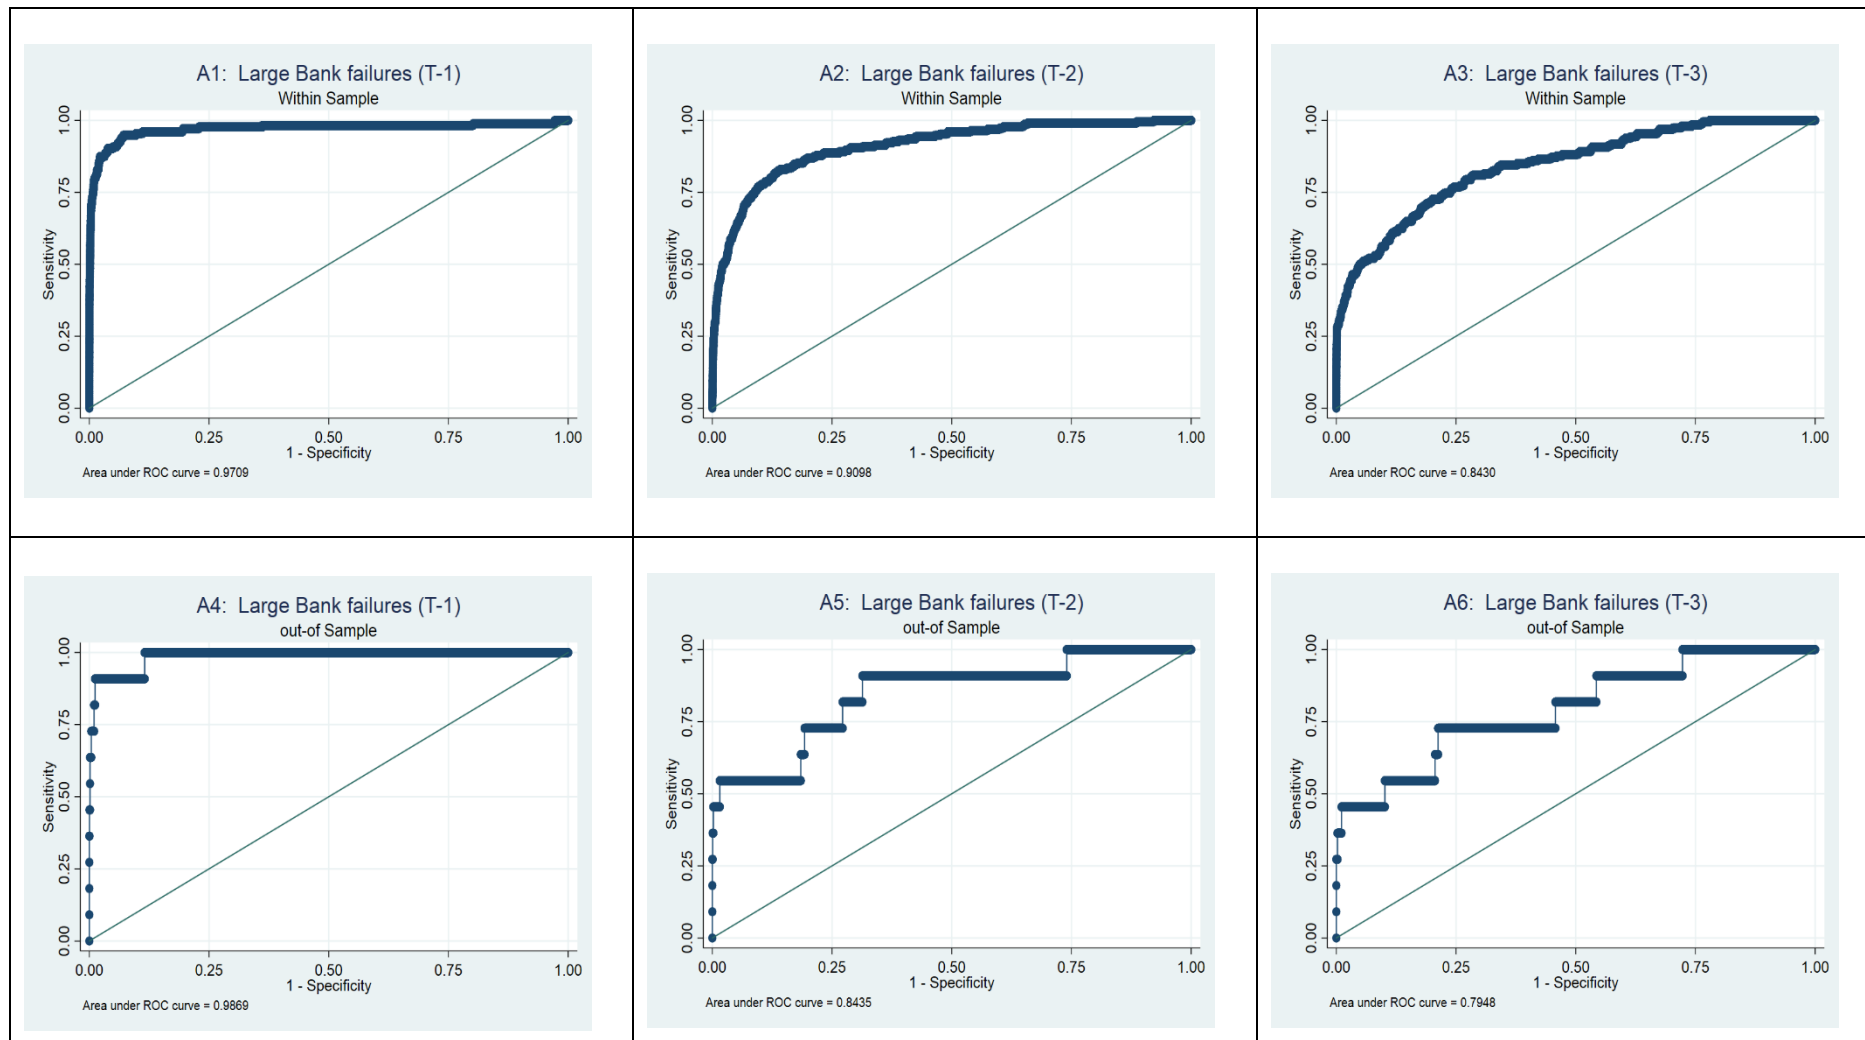 A1: Large Bank failures (T-1)
Within Sample
Sensitivity
0.00 0.25 0.50 0.75 1.00
0.00 0.25 0.50 0.75 1.00
1 - Specificity
Area under ROC curve = 0.9709
A2: Large Bank failures (T-2)
Within Sample
Sensitivity
0.00 0.25 0.50 0.75 1.00
0.00 0.25 0.50 0.75 1.00
1 - Specificity
Area under ROC curve = 0.9098
A3: Large Bank failures (T-3)
Within Sample
Sensitivity
0.00 0.25 0.50 0.75 1.00
0.00 0.25 0.50 0.75 1.00
1 - Specificity
Area under ROC curve = 0.8430
A4: Large Bank failures (T-1)
out-of Sample
Sensitivity
0.00 0.25 0.50 0.75 1.00
0.00 0.25 0.50 0.75 1.00
1 - Specificity
Area under ROC curve = 0.9869
A5: Large Bank failures (T-2)
out-of Sample
Sensitivity
0.00 0.25 0.50 0.75 1.00
0.00 0.25 0.50 0.75 1.00
1 - Specificity
Area under ROC curve = 0.8435
A6: Large Bank failures (T-3)
out-of Sample
Sensitivity
0.00 0.25 0.50 0.75 1.00
0.00 0.25 0.50 0.75 1.00
1 - Specificity
Area under ROC curve = 0.7948